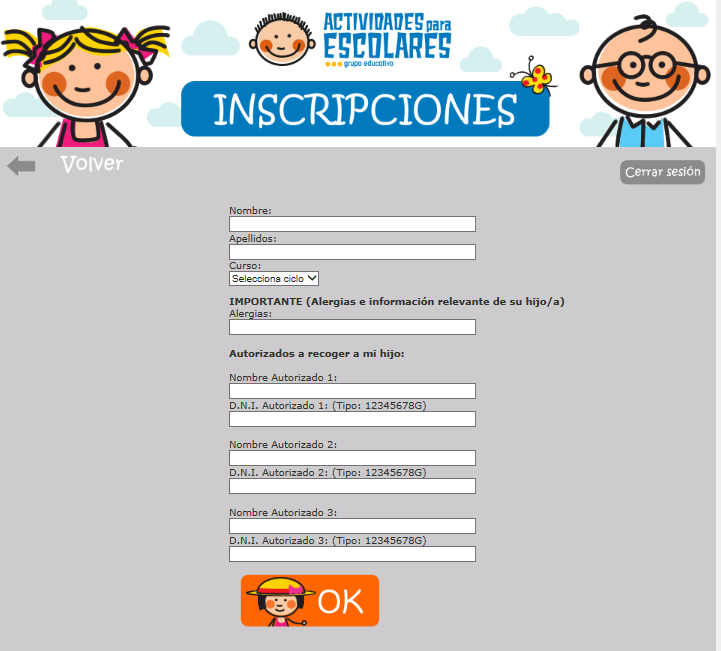 ACTIVIDADES para
ESCOLARES
grupo educativo
INSCRIPCIONES
Volver
Cerrar sesión
Nombre:
Apellidos:
Curso:
Selecciona ciclo
IMPORTANTE (Alergias e información relevante de su hijo/a)
Alergias:
Autorizados a recoger a mi hijo:
Nombre Autorizado 1:
D.N.I. Autorizado 1: (Tipo: 12345678G)
Nombre Autorizado 2:
D.N.I. Autorizado 2: (Tipo: 12345678G)
Nombre Autorizado 3:
D.N.I. Autorizado 3: (Tipo: 12345678G)
OK